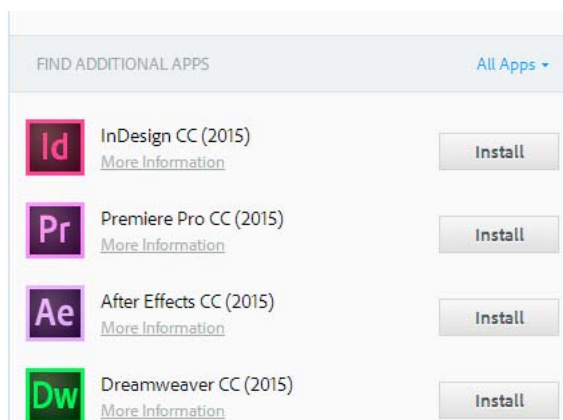 FIND ADDITIONAL APPS All Apps
Id InDesign CC (2015) Install
More Information
Pr Premiere Pro CC (2015) Install
More Information
Ae After Effects CC (2015) Install
More Information
Dw Dreamweaver CC (2015) Install
More Information